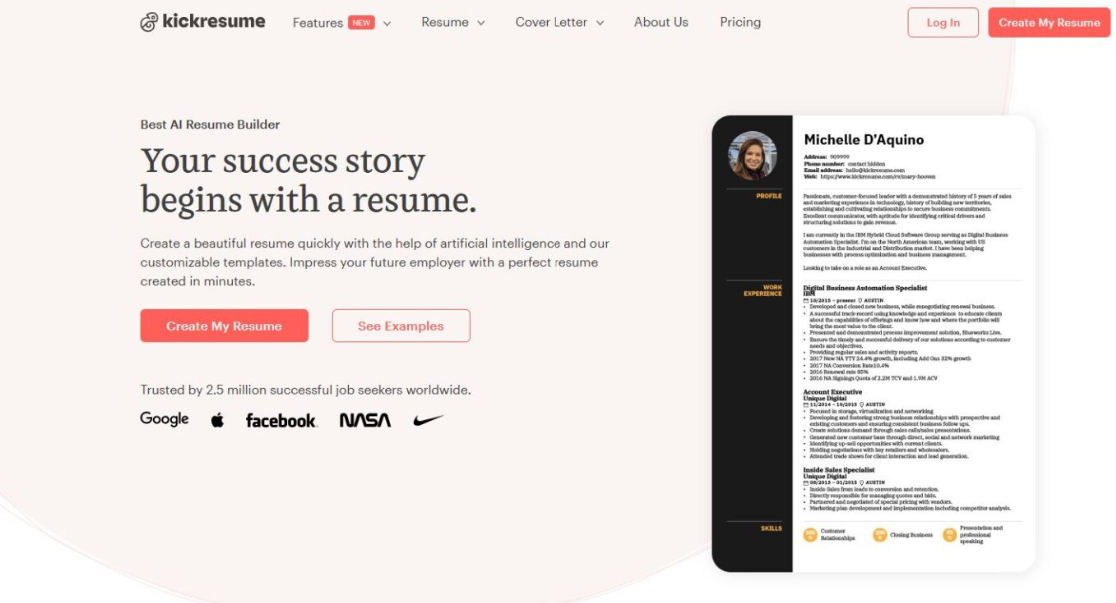 kickresume
Features NEW
Resume
Cover Letter
About Us
Pricing
Log In
Create My Resume
Best AI Resume Builder
Your success story
begins with a resume.
Create a beautiful resume quickly with the help of artificial intelligence and our
customizable templates. Impress your future employer with a perfect resume
created in minutes.
Create My Resume
See Examples
Trusted by 2.5 million successful job seekers worldwide.
Google
facebook
NASA
Michelle D'Aquino
Address: 909999
Phone number: contact hidden
Email address: hello@kickresume.com
Web: https://www.kickresume.com/cv/mary-hooven
PROFILE
Passionate, customer-focused leader with a demonstrated history of 5 years of sales
and marketing experience in technology, history of building new territories,
establishing and cultivating relationships to secure business commitments.
Excellent communicator, with aptitude for identifying critical drivers and
structuring solutions to gain revenue.
I am currently in the IBM Hybrid Cloud Software Group serving as Digital Business
Automation Specialist. I'm on the North American team, working with US
customers in the Industrial and Distribution market. I have been helping
businesses with process optimization and business management.
Looking to take on a role as an Account Executive.
WORK
EXPERIENCE
Digital Business Automation Specialist
IBM
10/2015 – present AUSTIN
• Developed and closed new business, while renegotiating renewal business.
• A successful track record using knowledge and experience to educate clients
about the capabilities of offerings and know how and where the portfolio will
bring the most value to the client.
• Presented and demonstrated process improvement solution, Blueworks Live.
• Ensure the timely and successful delivery of our solutions according to customer
needs and objectives.
• Providing regular sales and activity reports.
• 2017 New NA YTY 24.4% growth, including Add Ons 32% growth
• 2017 NA Conversion Rate10.4%
• 2016 Renewal rate 95%
• 2016 NA Signings Quota of 2.2M TCV and 1.9M ACV
Account Executive
Unique Digital
11/2014 – 10/2015 AUSTIN
• Focused in storage, virtualization and networking
• Developing and fostering strong business relationships with prospective and
existing customers and ensuring consistent business follow ups.
• Create solutions demand through sales calls/sales presentations.
• Generated new customer base through direct, social and network marketing
• Identifying up-sell opportunities with current clients.
• Holding negotiations with key retailers and wholesalers.
• Attended trade shows for client interaction and lead generation.
Inside Sales Specialist
Unique Digital
08/2013 – 01/2015 AUSTIN
• Inside Sales from leads to conversion and retention.
• Directly responsible for managing quotes and bids.
• Partnered and negotiated of special pricing with vendors.
• Marketing plan development and implementation including competitor analysis.
SKILLS
Customer
Relationships
Closing Business
Presentation and
professional
speaking